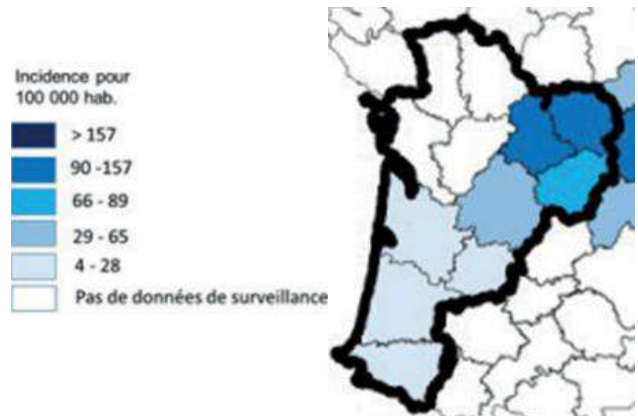 Incidence pour
100 000 hab.
> 157
90 -157
66 - 89
29 - 65
4 - 28
Pas de données de surveillance